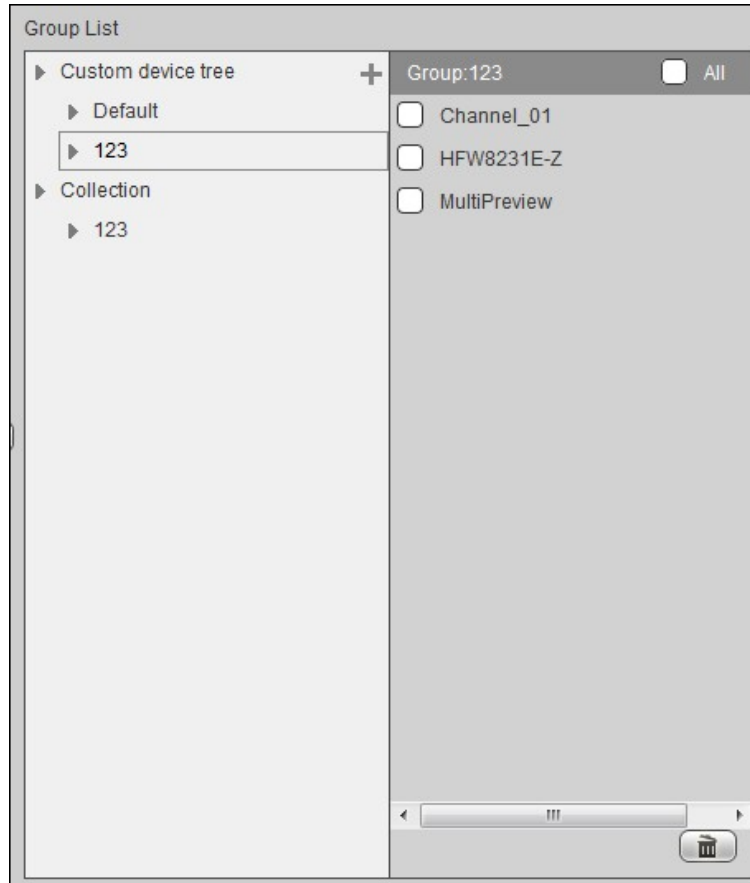 Group List
Custom device tree
Default
123
Collection
123
Group:123 All
Channel_01
HFW8231E-Z
MultiPreview